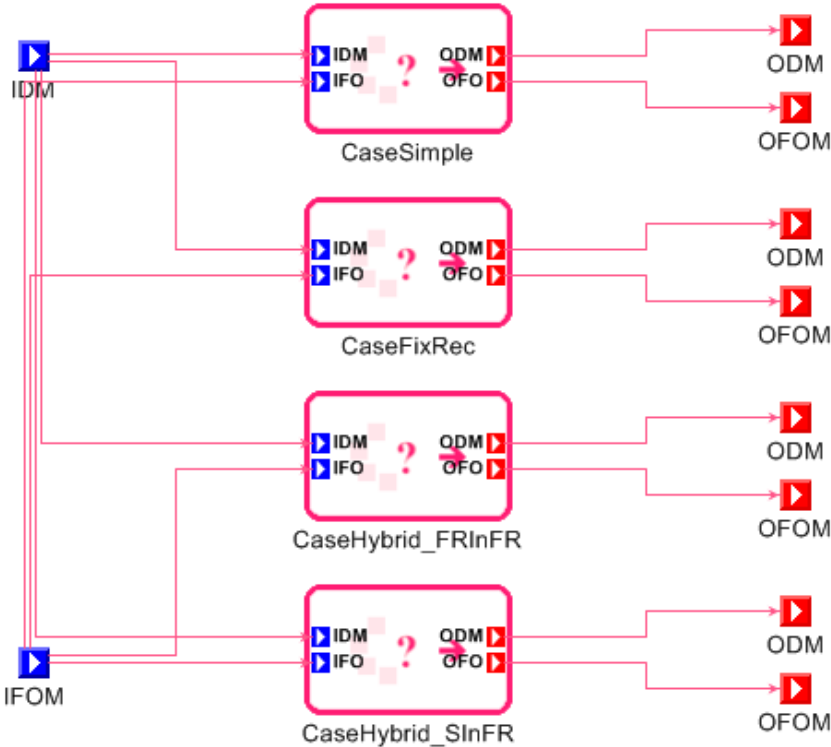 IDM
IDM
IFO
?
ODM
OFO
CaseSimple
ODM
OFOM
IDM
IFO
?
ODM
OFO
CaseFixRec
ODM
OFOM
IDM
IFO
?
ODM
OFO
CaseHybrid_FRInFR
ODM
OFOM
IFOM
IDM
IFO
?
ODM
OFO
CaseHybrid_SInFR
ODM
OFOM